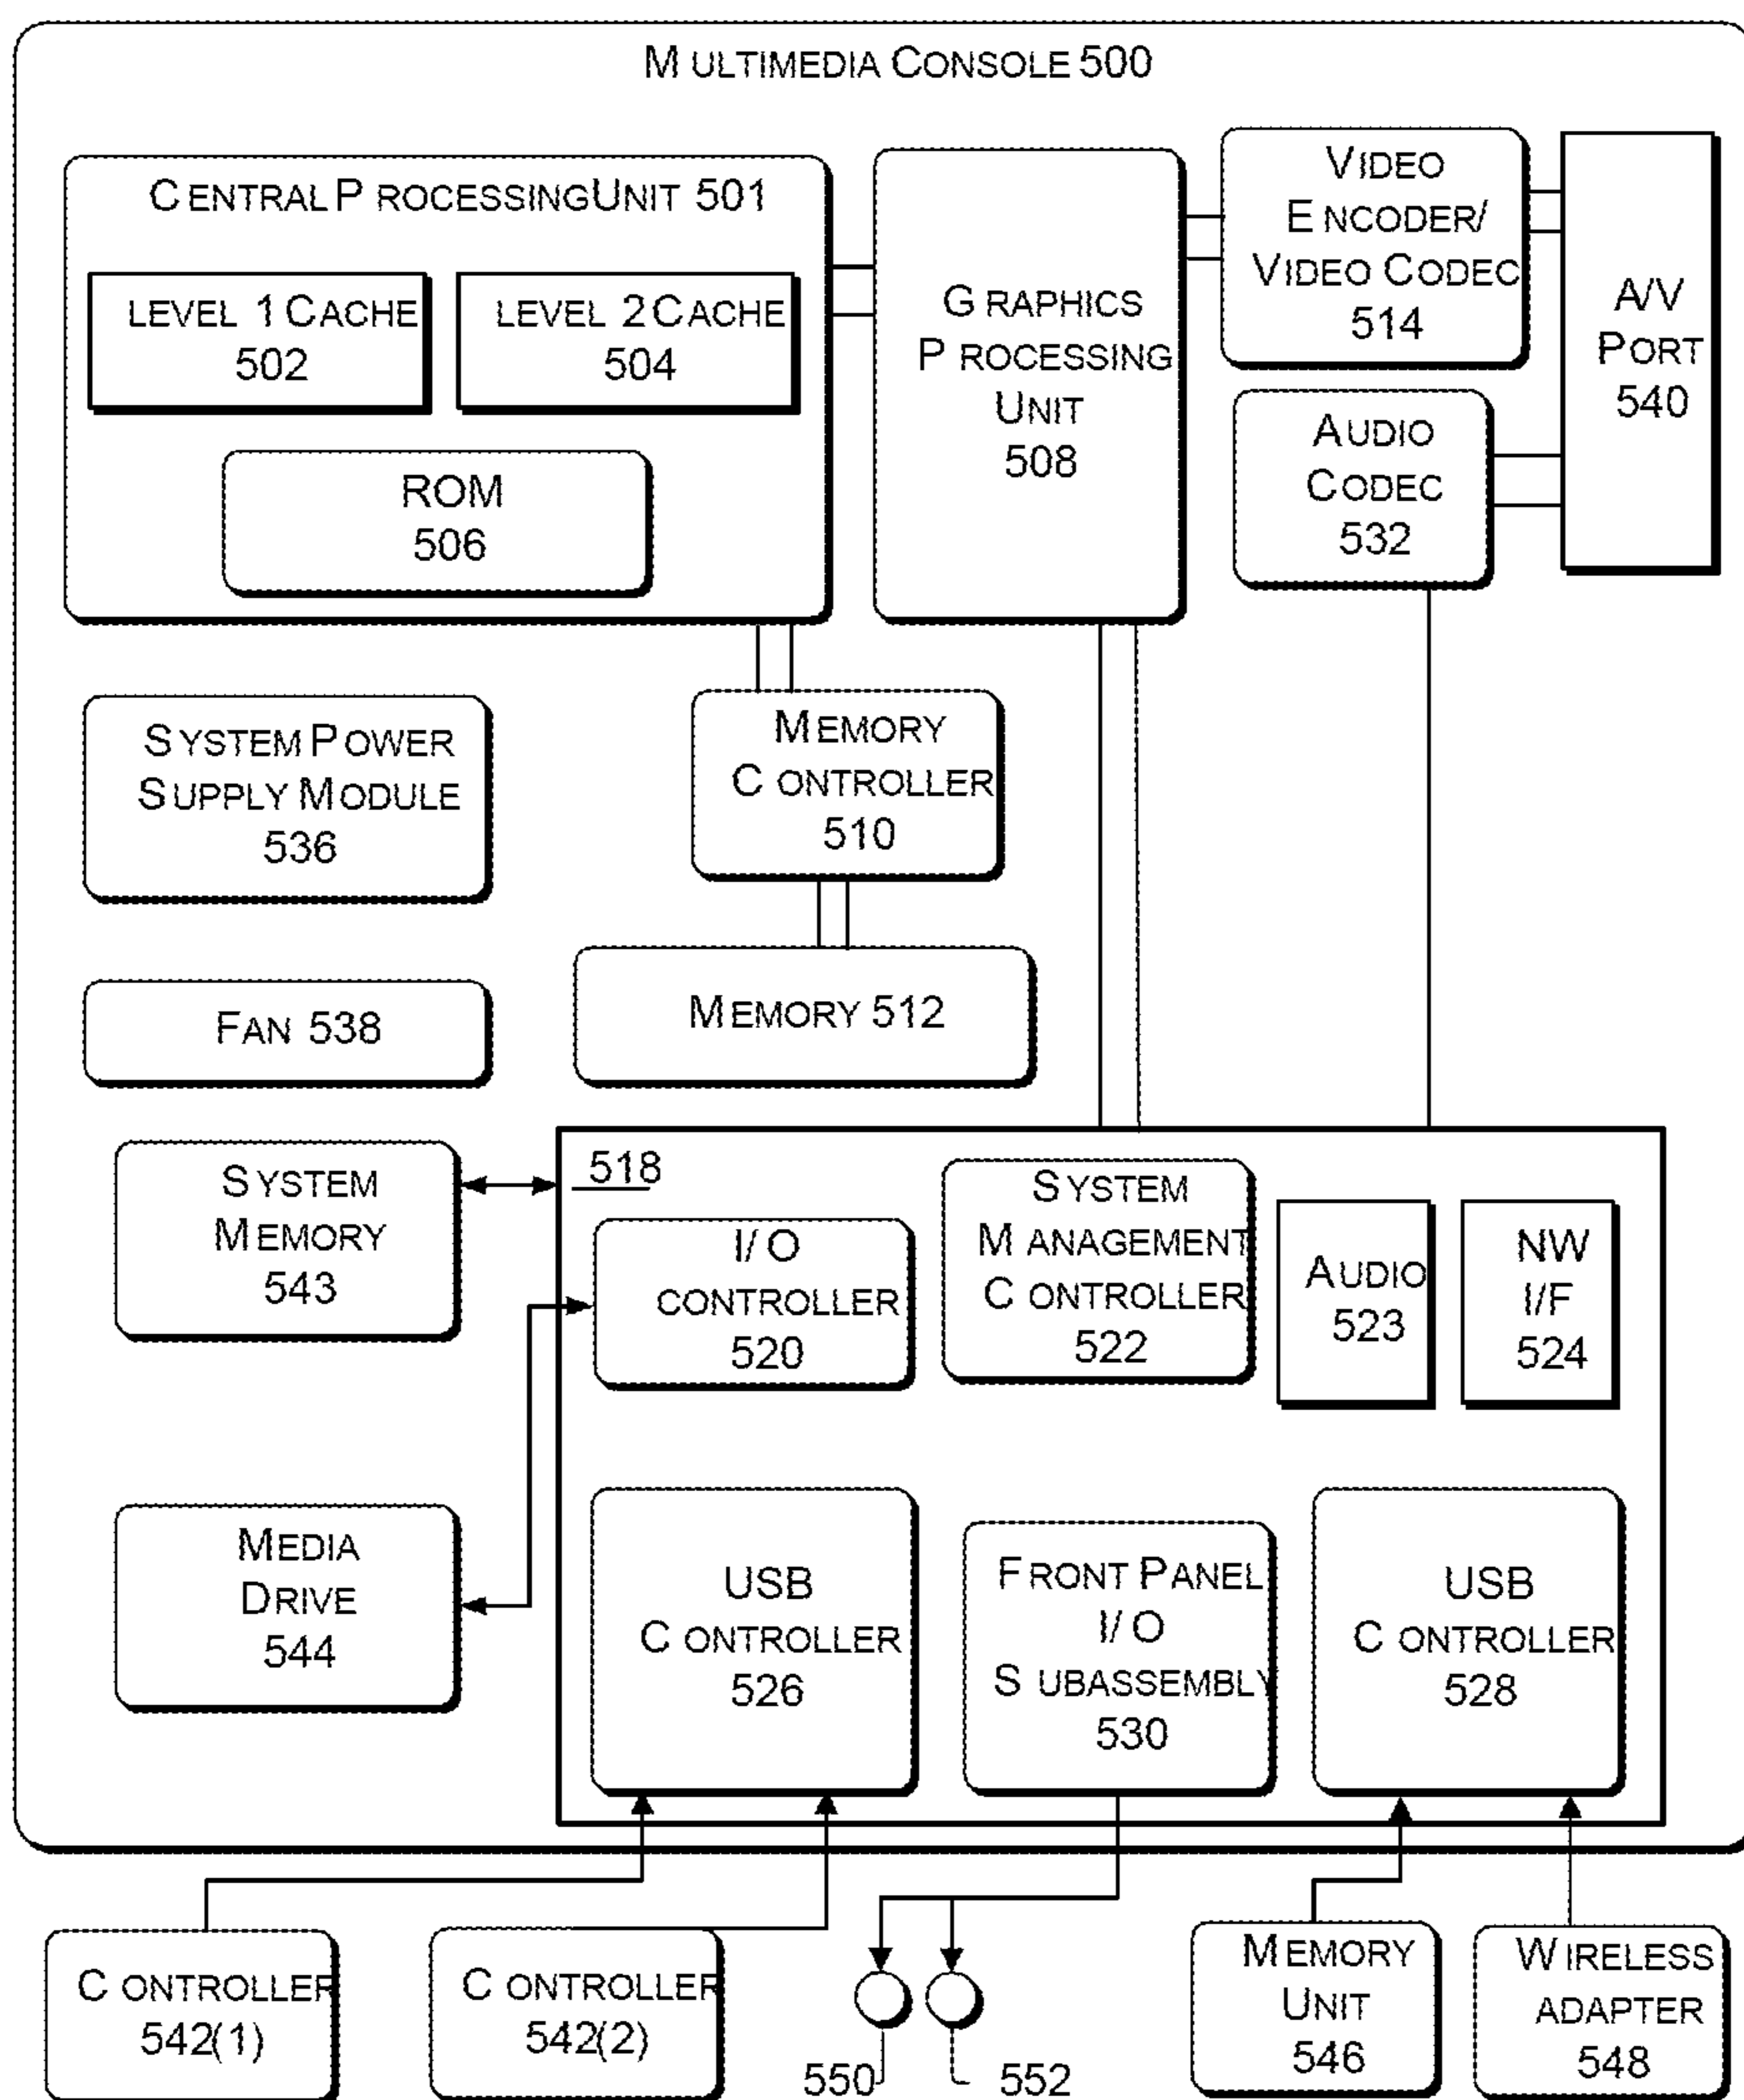 MULTIMEDIA CONSOLE 500
CENTRAL PROCESSING UNIT 501
LEVEL 1 CACHE
502
LEVEL 2 CACHE
504
ROM
506
GRAPHICS
PROCESSING
UNIT
508
VIDEO
ENCODER/
VIDEO CODEC
514
AUDIO
CODEC
532
A/V
PORT
540
SYSTEM POWER
SUPPLY MODULE
536
MEMORY
CONTROLLER
510
FAN 538
MEMORY 512
SYSTEM
MEMORY
543
518
I/O
CONTROLLER
520
SYSTEM
MANAGEMENT
CONTROLLER
522
AUDIO
523
NW
I/F
524
MEDIA
DRIVE
544
USB
CONTROLLER
526
FRONT PANEL
I/O
SUBASSEMBLY
530
USB
CONTROLLER
528
CONTROLLER
542(1)
CONTROLLER
542(2)
550
552
MEMORY
UNIT
546
WIRELESS
ADAPTER
548